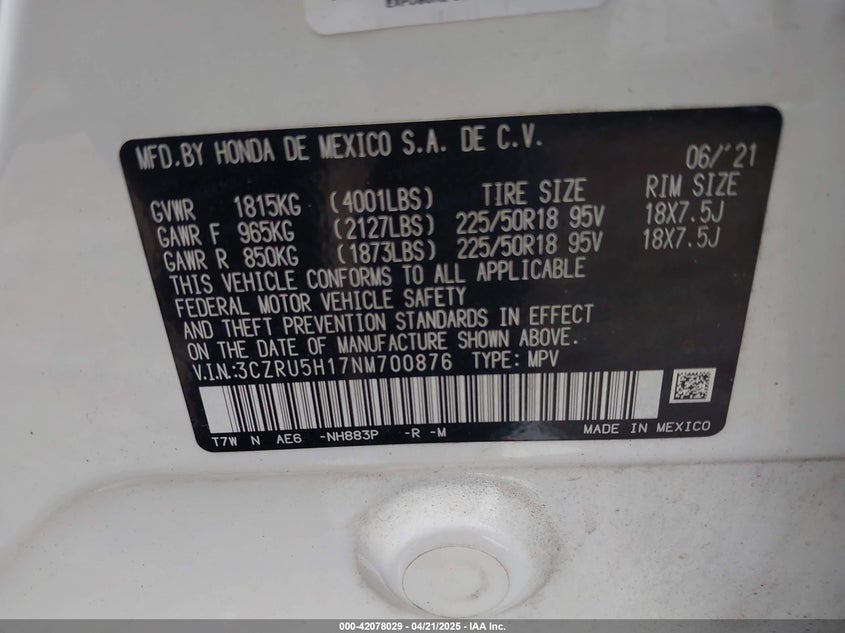 MFD.BY HONDA DE MEXICO S.A. DE C.V. 06/'21
GVWR 1815KG (4001LBS) TIRE SIZE RIM SIZE
GAWR F 965KG (2127LBS) 225/50R18 95V 18X7.5J
GAWR R 850KG (1873LBS) 225/50R18 95V 18X7.5J
THIS VEHICLE CONFORMS TO ALL APPLICABLE
FEDERAL MOTOR VEHICLE SAFETY
AND THEFT PREVENTION STANDARDS IN EFFECT
ON THE DATE OF MANUFACTURE SHOWN ABOVE.
V.I.N.:3CZRU5H17NM700876 TYPE: MPV
T7W N AE6 -NH883P -R -M MADE IN MEXICO
000-42078029 - 04/21/2025 - IAA Inc.